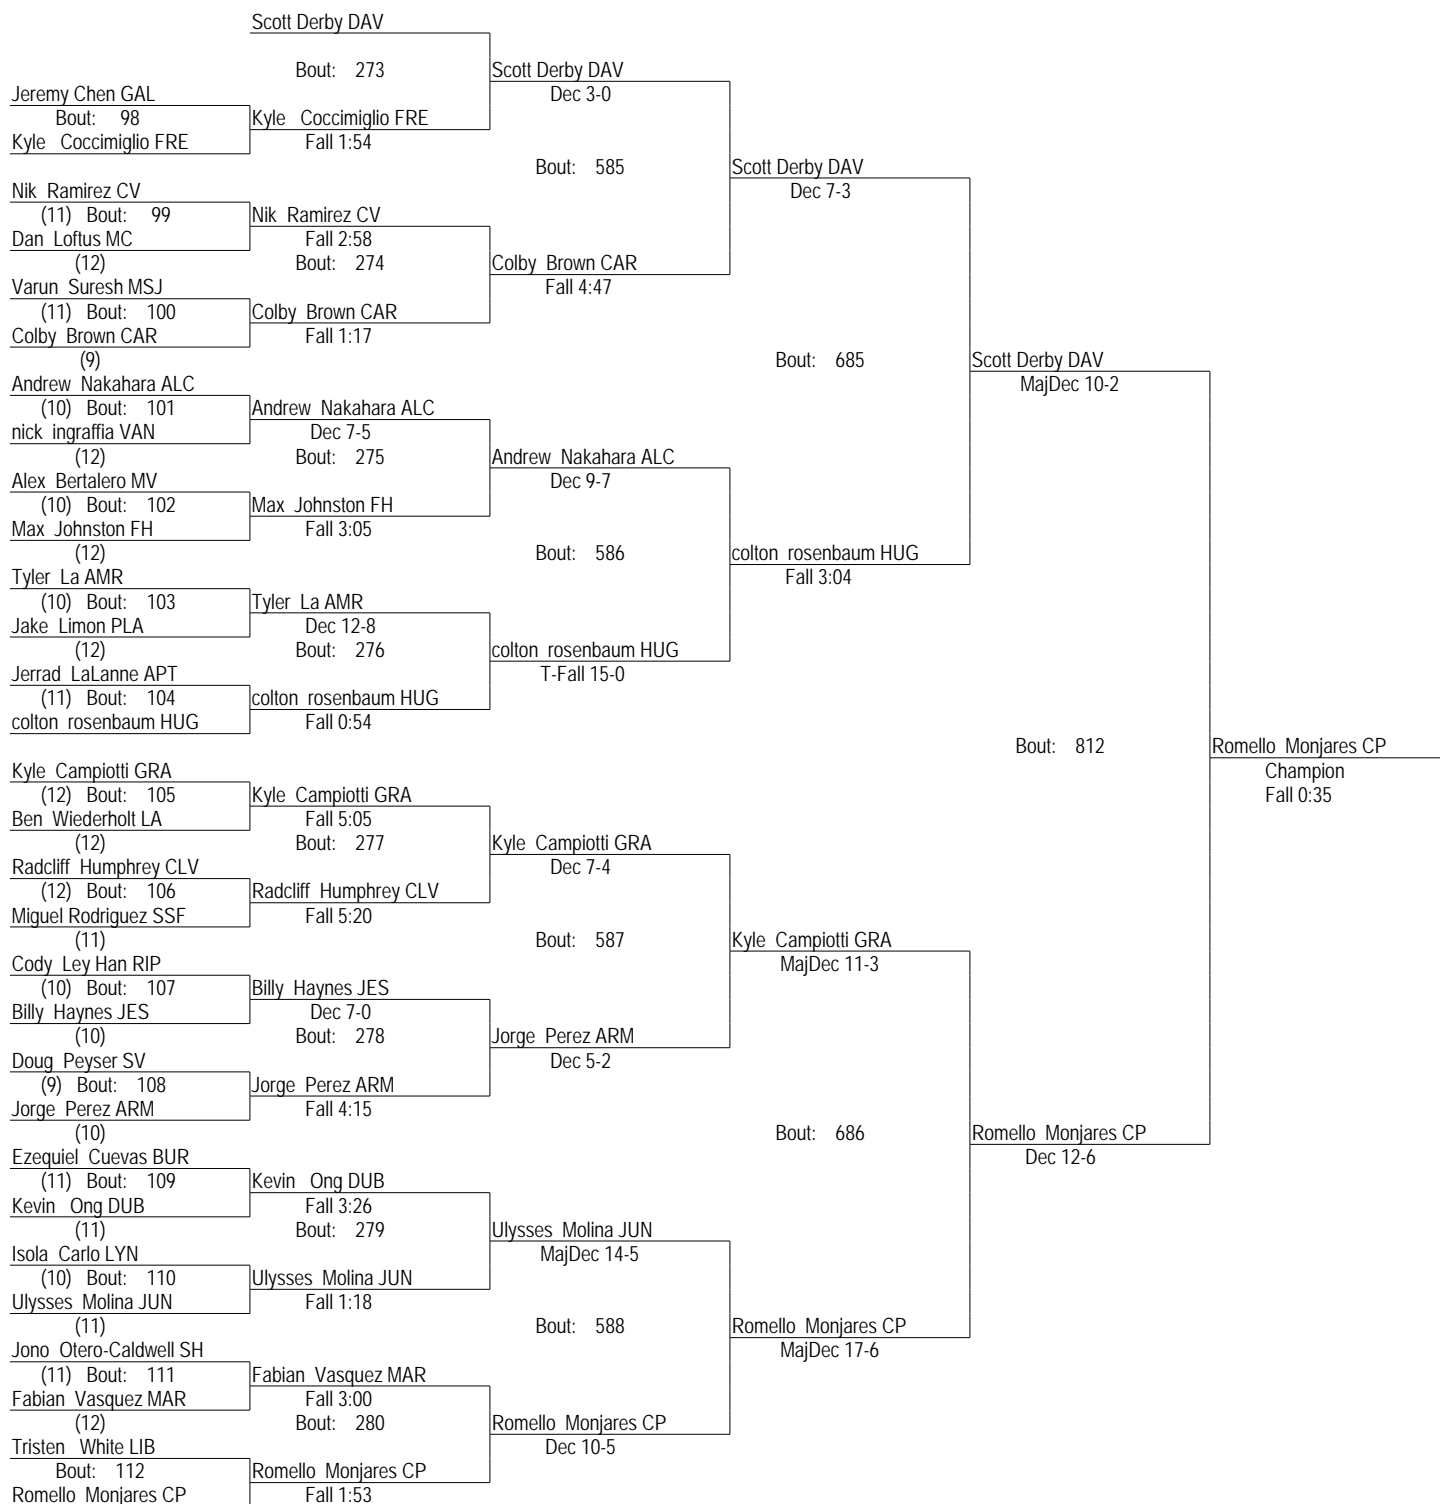 Scott Derby DAV
Bout: 273 Scott Derby DAV
Jeremy Chen GAL Dec 3-0
Bout: 98 Kyle Coccimiglio FRE
Kyle Coccimiglio FRE Fall 1:54
Bout: 585 Scott Derby DAV
Nik Ramirez CV Dec 7-3
(11) Bout: 99 Nik Ramirez CV
Dan Loftus MC Fall 2:58
(12) Bout: 274 Colby Brown CAR
Varun Suresh MSJ Fall 4:47
(11) Bout: 100 Colby Brown CAR
Colby Brown CAR Fall 1:17
(9) Bout: 685 Scott Derby DAV
Andrew Nakahara ALC MajDec 10-2
(10) Bout: 101 Andrew Nakahara ALC
nick ingraffia VAN Dec 7-5
(12) Bout: 275 Andrew Nakahara ALC
Alex Bertalero MV Dec 9-7
(10) Bout: 102 Max Johnston FH
Max Johnston FH Fall 3:05
(12) Bout: 586 colton rosenbaum HUG
Tyler La AMR Fall 3:04
(10) Bout: 103 Tyler La AMR
Jake Limon PLA Dec 12-8
(12) Bout: 276 colton rosenbaum HUG
Jerrad LaLanne APT T-Fall 15-0
(11) Bout: 104 colton rosenbaum HUG
colton rosenbaum HUG Fall 0:54
Bout: 812 Romello Monjares CP
Kyle Campiotti GRA Champion
(12) Bout: 105 Kyle Campiotti GRA Fall 0:35
Ben Wiederholt LA Fall 5:05
(12) Bout: 277 Kyle Campiotti GRA
Radcliff Humphrey CLV Dec 7-4
(12) Bout: 106 Radcliff Humphrey CLV
Miguel Rodriguez SSF Fall 5:20
(11) Bout: 587 Kyle Campiotti GRA
Cody Ley Han RIP MajDec 11-3
(10) Bout: 107 Billy Haynes JES
Billy Haynes JES Dec 7-0
(10) Bout: 278 Jorge Perez ARM
Doug Peyser SV Dec 5-2
(9) Bout: 108 Jorge Perez ARM
Jorge Perez ARM Fall 4:15
(10) Bout: 686 Romello Monjares CP
Ezequiel Cuevas BUR Dec 12-6
(11) Bout: 109 Kevin Ong DUB
Kevin Ong DUB Fall 3:26
(11) Bout: 279 Ulysses Molina JUN
Isola Carlo LYN MajDec 14-5
(10) Bout: 110 Ulysses Molina JUN
Ulysses Molina JUN Fall 1:18
(11) Bout: 588 Romello Monjares CP
Jono Otero-Caldwell SH MajDec 17-6
(11) Bout: 111 Fabian Vasquez MAR
Fabian Vasquez MAR Fall 3:00
(12) Bout: 280 Romello Monjares CP
Tristen White LIB Dec 10-5
Bout: 112 Romello Monjares CP
Romello Monjares CP Fall 1:53